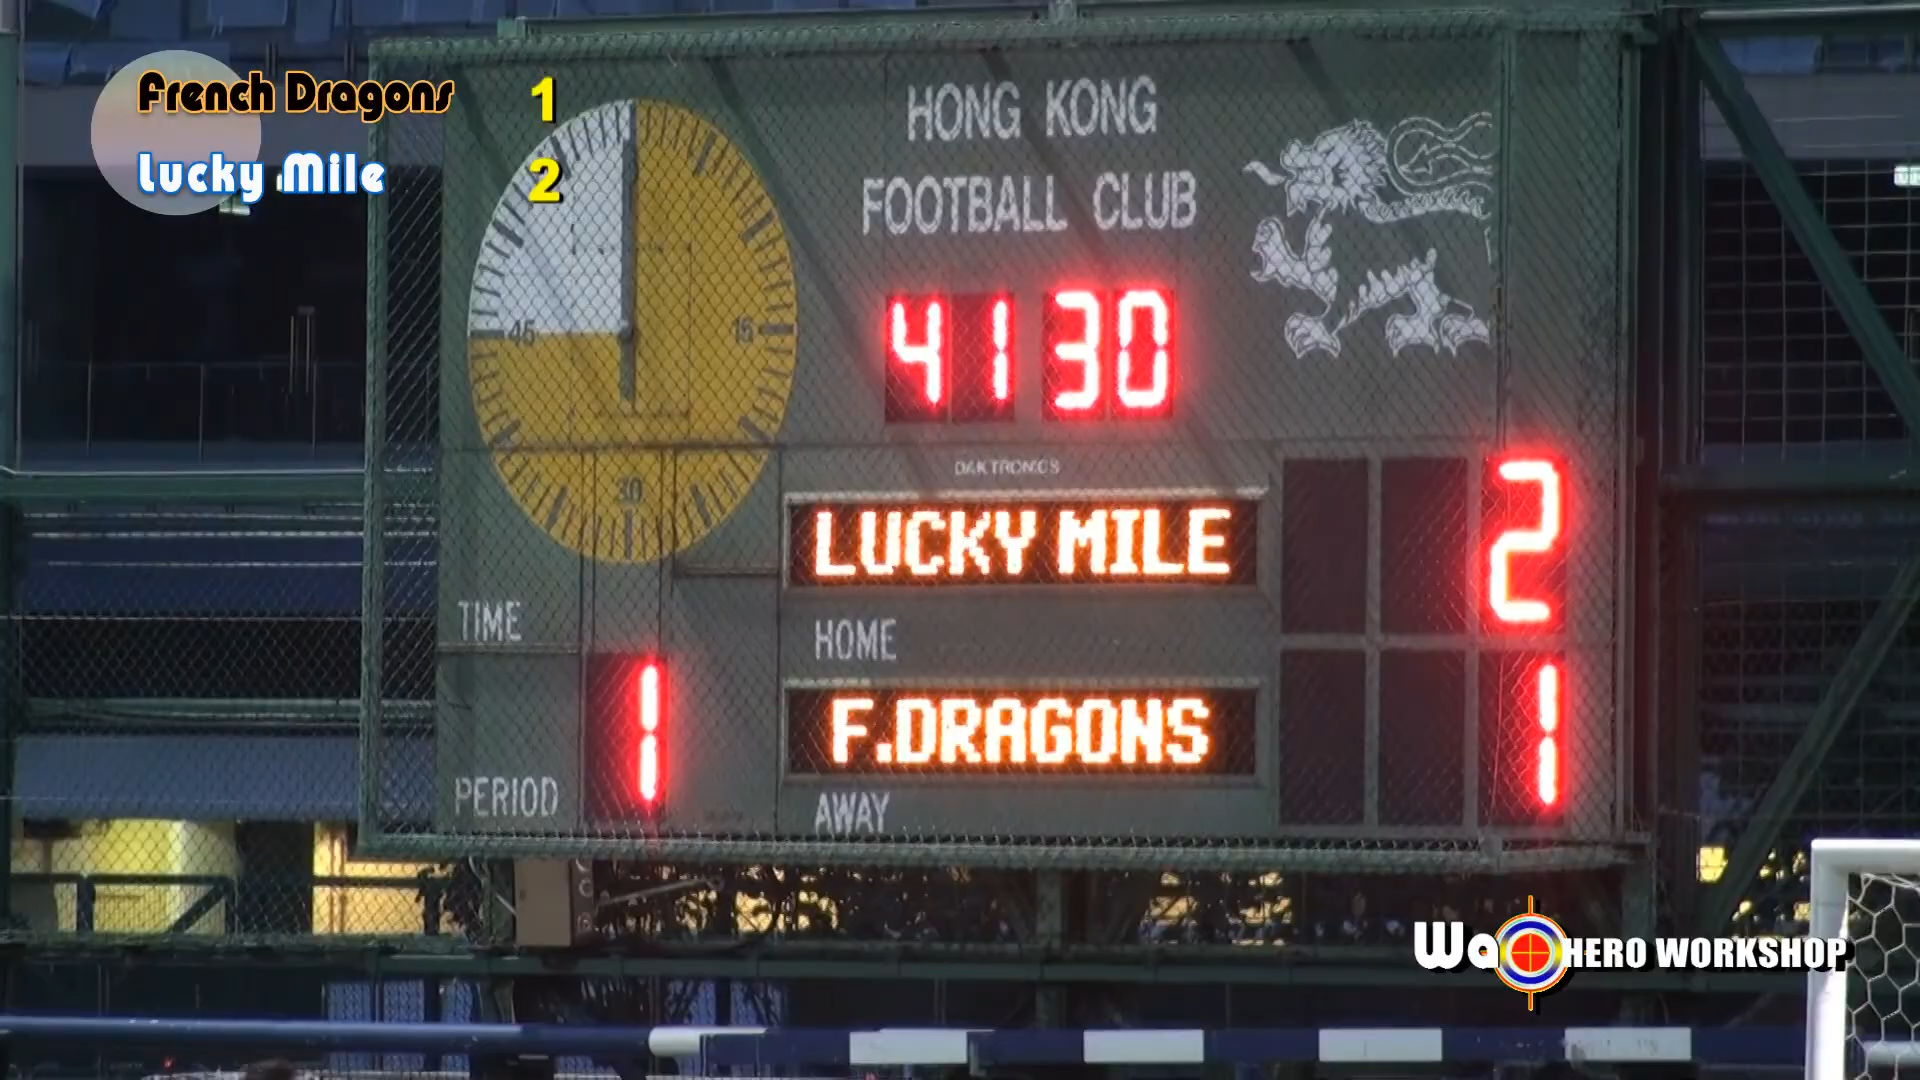 French Dragons 1
Lucky Mile 2
HONG KONG
FOOTBALL CLUB
45
15
30
41 30
DAKTRONICS
LUCKY MILE 2
TIME
HOME
1
F.DRAGONS 1
PERIOD
AWAY
Wa HERO WORKSHOP